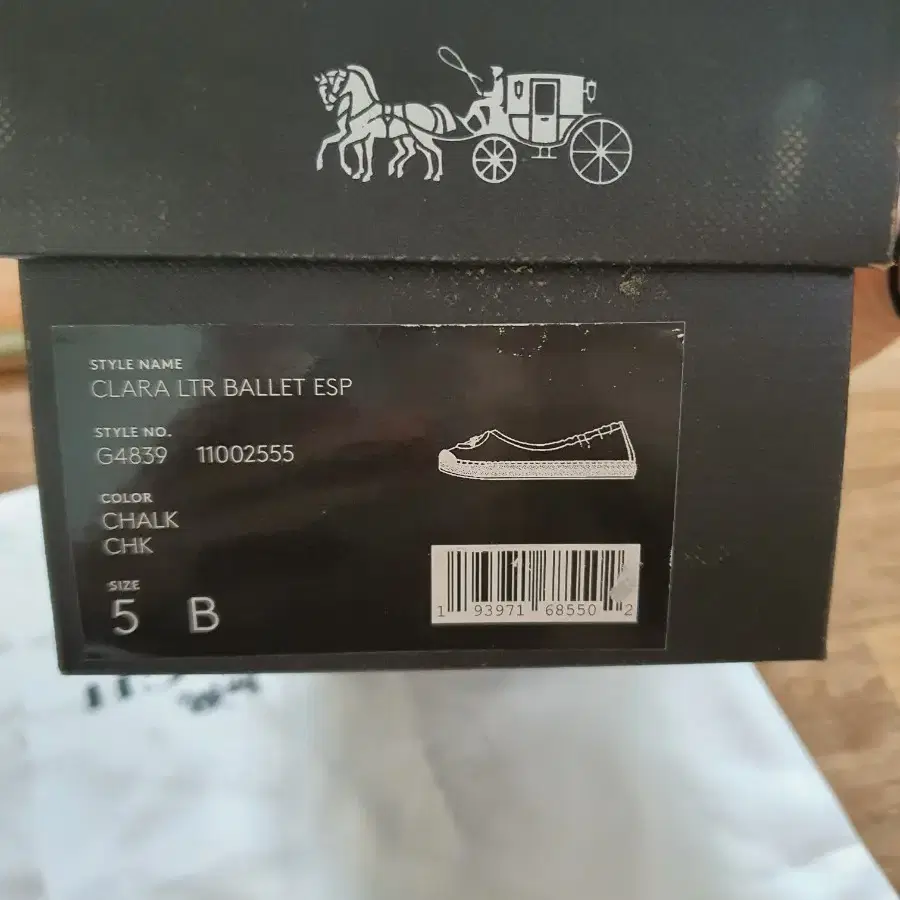 STYLE NAME
CLARA LTR BALLET ESP
STYLE NO.
G4839 11002555
COLOR
CHALK
CHK
SIZE
5 B
1 93971 68550 2